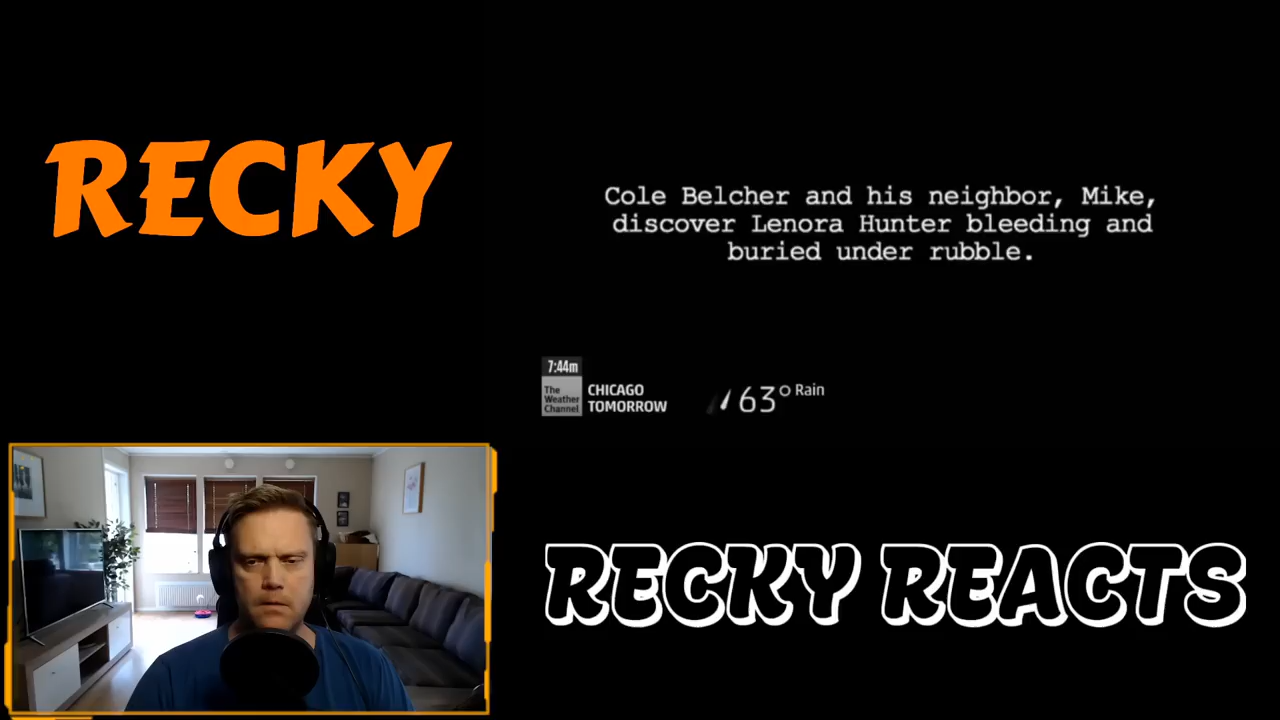 RECKY
Cole Belcher and his neighbor, Mike,
discover Lenora Hunter bleeding and
buried under rubble.
7:44m
The
Weather
Channel
CHICAGO
TOMORROW
63° Rain
RECKY REACTS